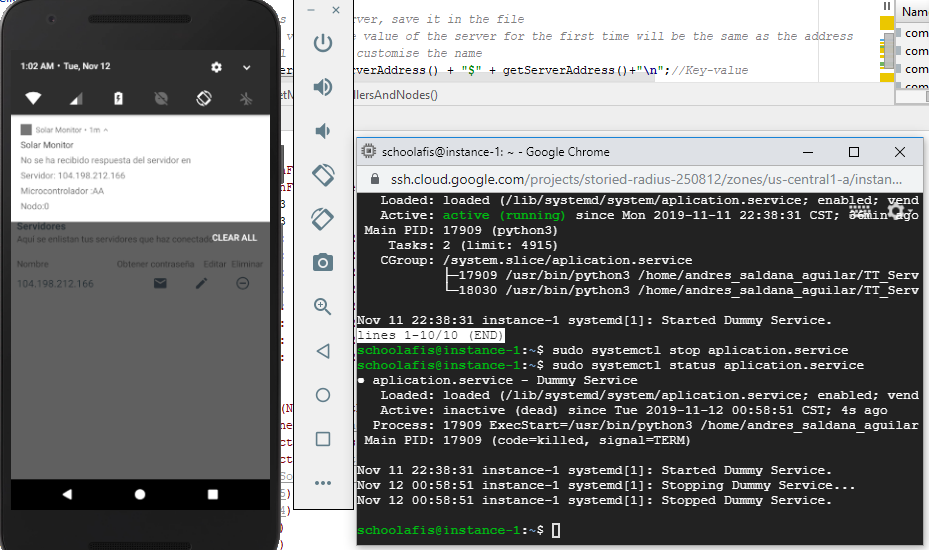 server, save it in the file
value of the server for the first time will be the same as the address
customise the name
erverAddress() + "$" + getServerAddress()+"\n";//Key-value
llersAndNodes()
Name
com
com
com
com
1:02 AM • Tue, Nov 12
Solar Monitor • 1m
Solar Monitor
No se ha recibido respuesta del servidor en
Servidor: 104.198.212.166
Microcontrolador :AA
Nodo:0
Servidores
Aquí se enlistan tus servidores que haz conectado
CLEAR ALL
Nombre Obtener contraseña Editar Eliminar
104.198.212.166
schoolafis@instance-1: ~ - Google Chrome
ssh.cloud.google.com/projects/storied-radius-250812/zones/us-central1-a/instan...
Loaded: loaded (/lib/systemd/system/aplication.service; enabled; vend
Active: active (running) since Mon 2019-11-11 22:38:31 CST; ago
Main PID: 17909 (python3)
Tasks: 2 (limit: 4915)
CGroup: /system.slice/aplication.service
├─17909 /usr/bin/python3 /home/andres_saldana_aguilar/TT_Serv
└─18030 /usr/bin/python3 /home/andres_saldana_aguilar/TT_Serv
Nov 11 22:38:31 instance-1 systemd[1]: Started Dummy Service.
lines 1-10/10 (END)
schoolafis@instance-1:~$ sudo systemctl stop aplication.service
schoolafis@instance-1:~$ sudo systemctl status aplication.service
● aplication.service - Dummy Service
Loaded: loaded (/lib/systemd/system/aplication.service; enabled; vend
Active: inactive (dead) since Tue 2019-11-12 00:58:51 CST; 4s ago
Process: 17909 ExecStart=/usr/bin/python3 /home/andres_saldana_aguilar
Main PID: 17909 (code=killed, signal=TERM)
Nov 11 22:38:31 instance-1 systemd[1]: Started Dummy Service.
Nov 12 00:58:51 instance-1 systemd[1]: Stopping Dummy Service...
Nov 12 00:58:51 instance-1 systemd[1]: Stopped Dummy Service.
schoolafis@instance-1:~$